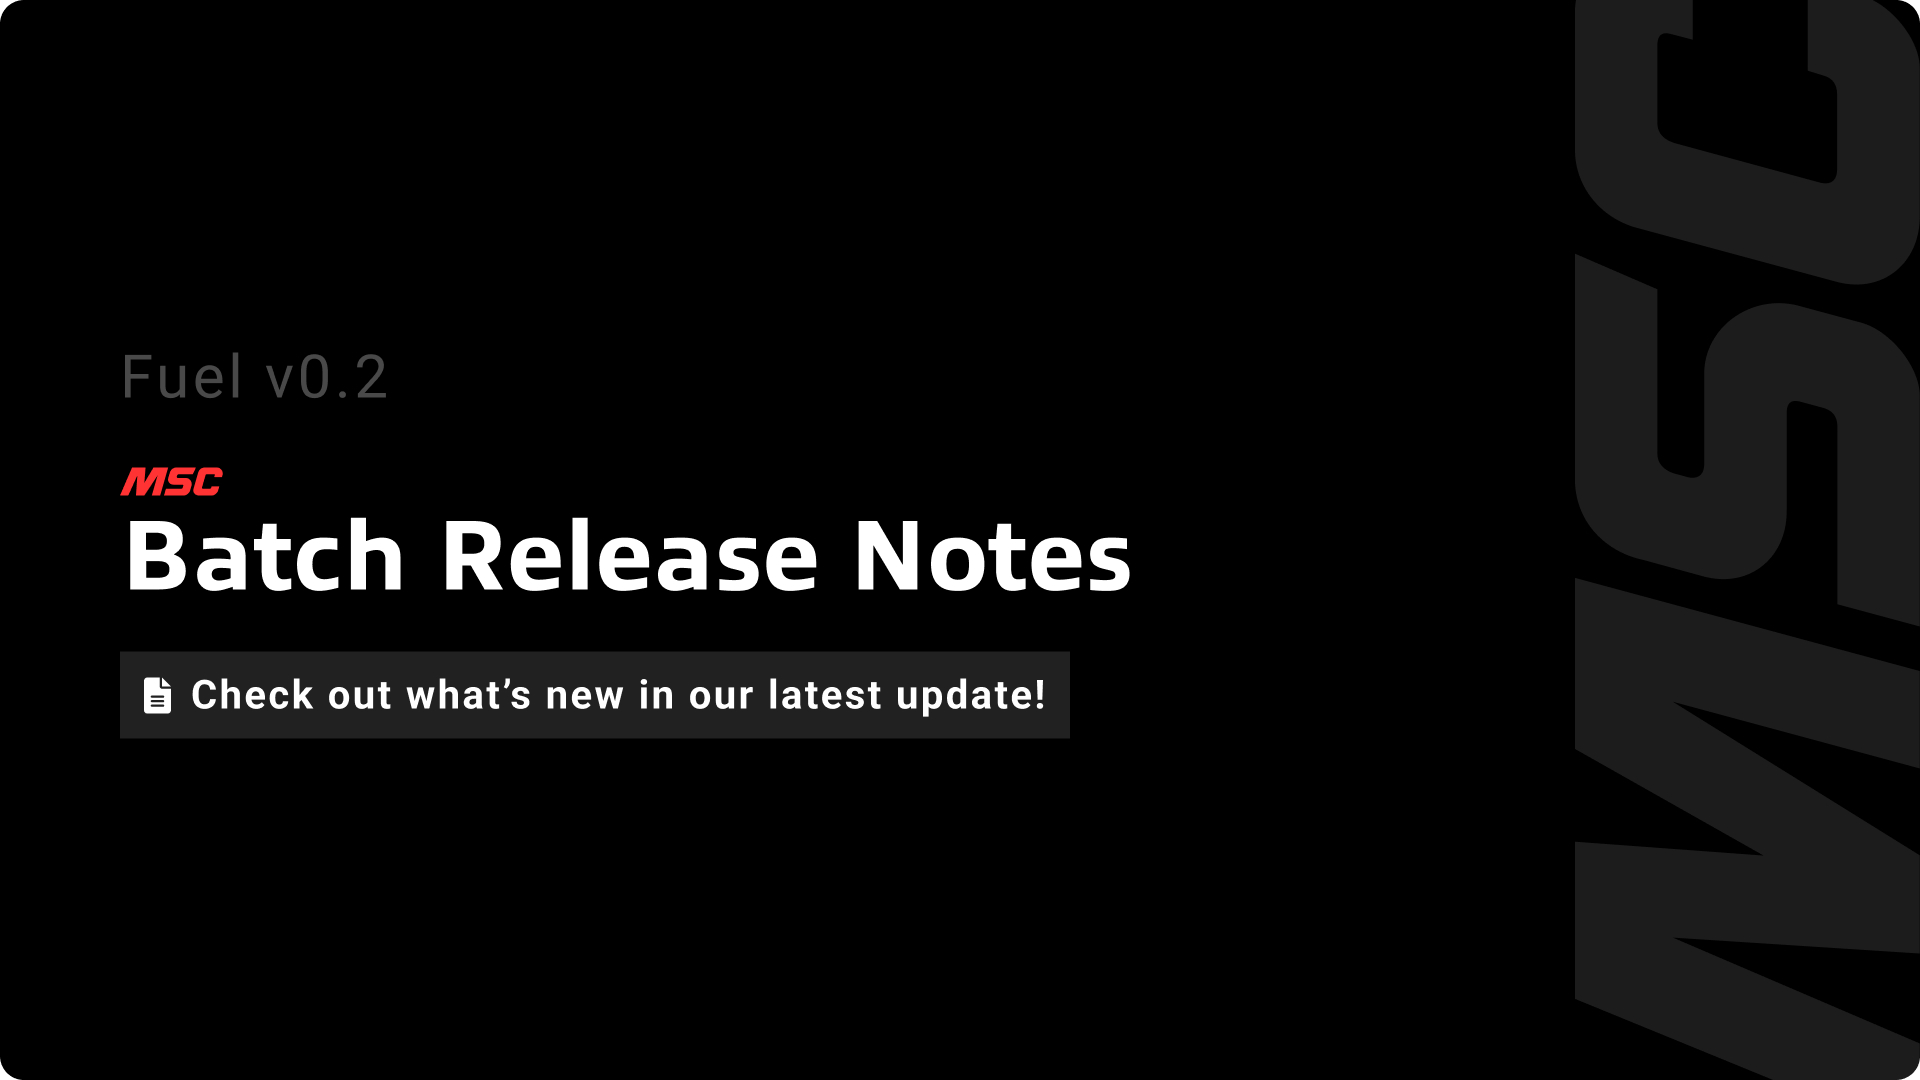 Fuel v0.2
MSC
Batch Release Notes
Check out what’s new in our latest update!
MSC